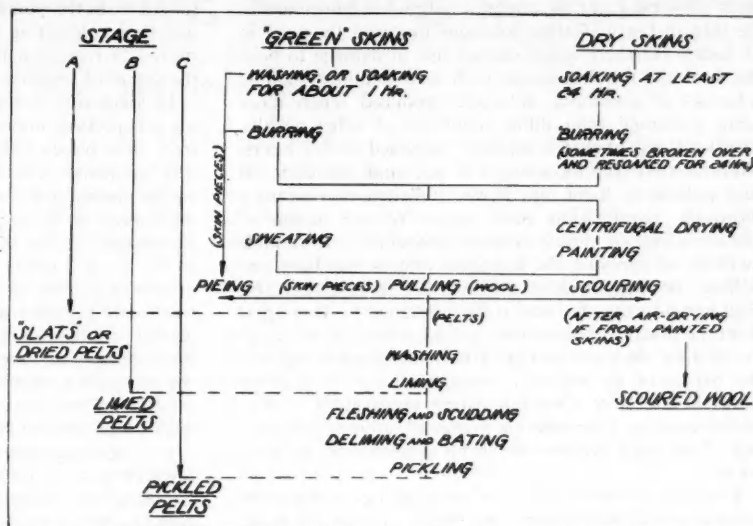 STAGE
A B C
"SLATS" OR
DRIED PELTS
LIMED
PELTS
PICKLED
PELTS
"GREEN" SKINS
WASHING, OR SOAKING
FOR ABOUT 1 HR.
BURRING
(SKIN PIECES)
SWEATING
DRY SKINS
SOAKING AT LEAST
24 HR.
BURRING
(SOMETIMES BROKEN OVER
AND RESOAKED FOR 24 HR)
CENTRIFUGAL DRYING
PAINTING
PIEING (SKIN PIECES) PULLING (WOOL) SCOURING
(PELTS)
(AFTER AIR-DRYING
IF FROM PAINTED
SKINS)
SCOURED WOOL
WASHING
LIMING
FLESHING AND SCUDDING
DELIMING AND BATING
PICKLING